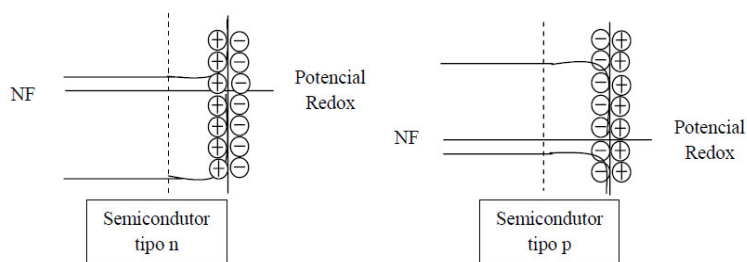 NF
Potencial
Redox
Semicondutor
tipo n
NF
Potencial
Redox
Semicondutor
tipo p